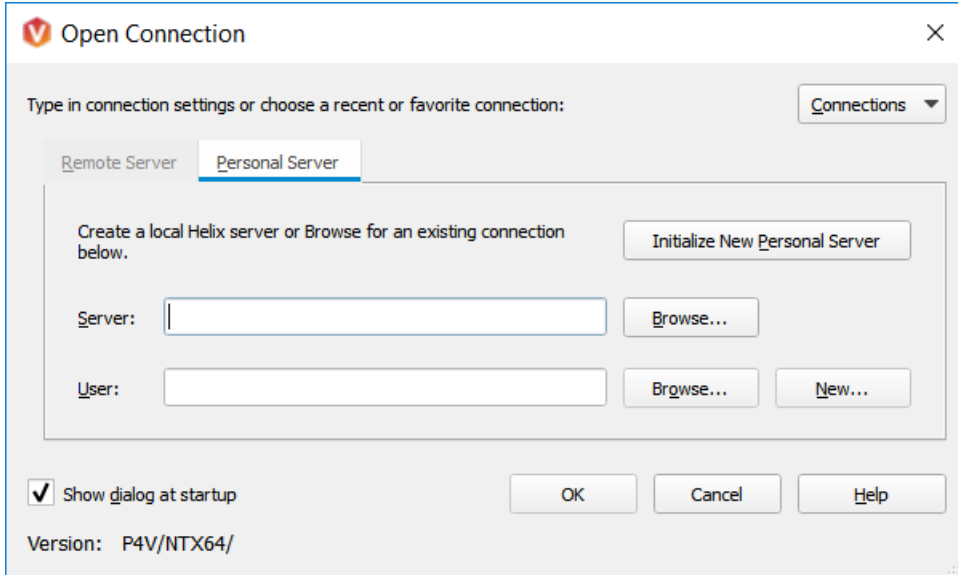 Open Connection
Type in connection settings or choose a recent or favorite connection:
Connections
Remote Server
Personal Server
Create a local Helix server or Browse for an existing connection
below.
Initialize New Personal Server
Server:
Browse...
User:
Browse...
New...
Show dialog at startup
OK
Cancel
Help
Version: P4V/NTX64/